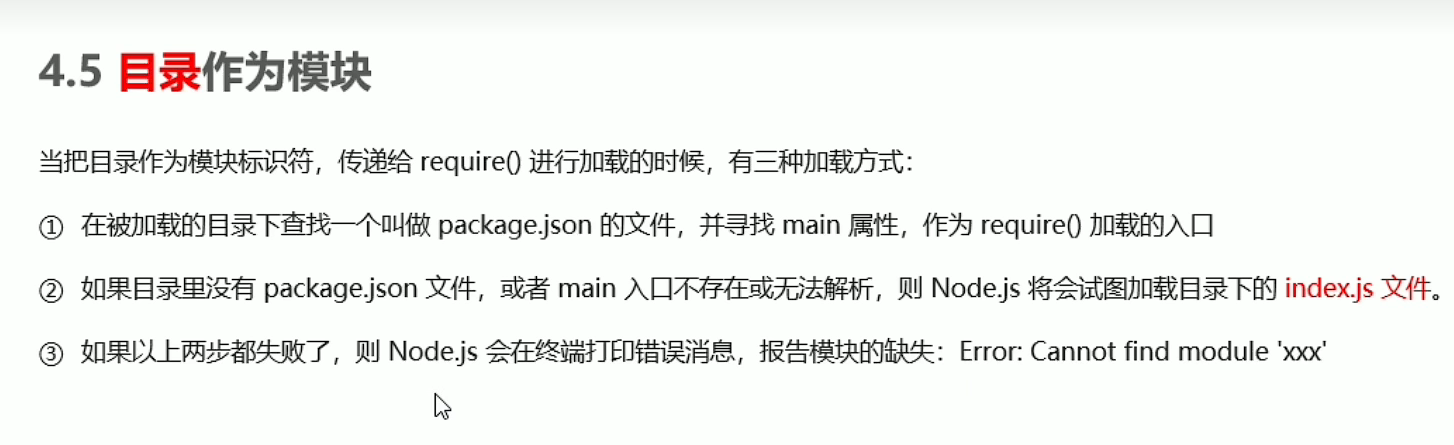 4.5 目录作为模块
当把目录作为模块标识符，传递给 require() 进行加载的时候，有三种加载方式：
① 在被加载的目录下查找一个叫做 package.json 的文件，并寻找 main 属性，作为 require() 加载的入口
② 如果目录里没有 package.json 文件，或者 main 入口不存在或无法解析，则 Node.js 将会试图加载目录下的 index.js 文件。
③ 如果以上两步都失败了，则 Node.js 会在终端打印错误消息，报告模块的缺失：Error: Cannot find module 'xxx'